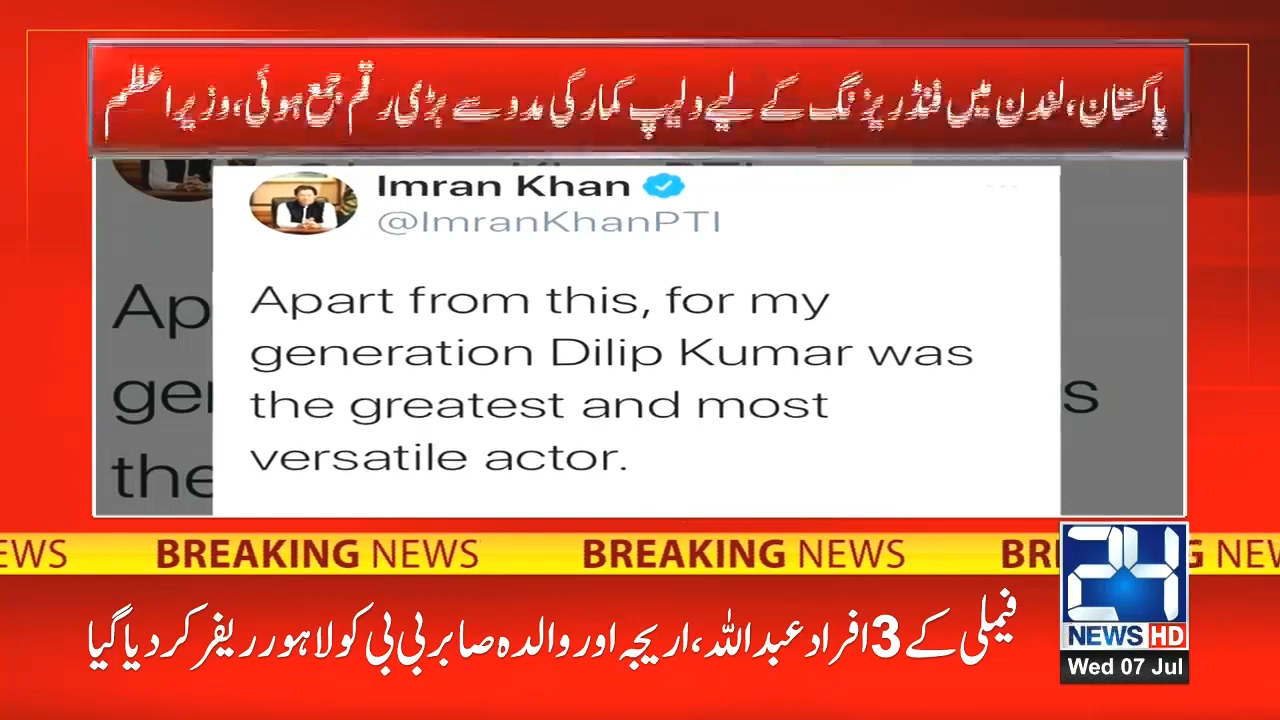 پاکستان، لندن میں فنڈ ریزنگ کے لیے دلیپ کمار کی مدد سے بڑی رقم جمع ہوئی، وزیراعظم
Imran Khan
@ImranKhanPTI
Ap
Apart from this, for my
ge
generation Dilip Kumar was
s
the
the greatest and most
versatile actor.
EWS BREAKING NEWS BREAKING NEWS BR G NEW
24
NEWS HD
Wed 07 Jul
فیملی کے 3 افراد عبداللہ، اریجہ اور والدہ صابر بی بی کو لاہور ریفر کر دیا گیا